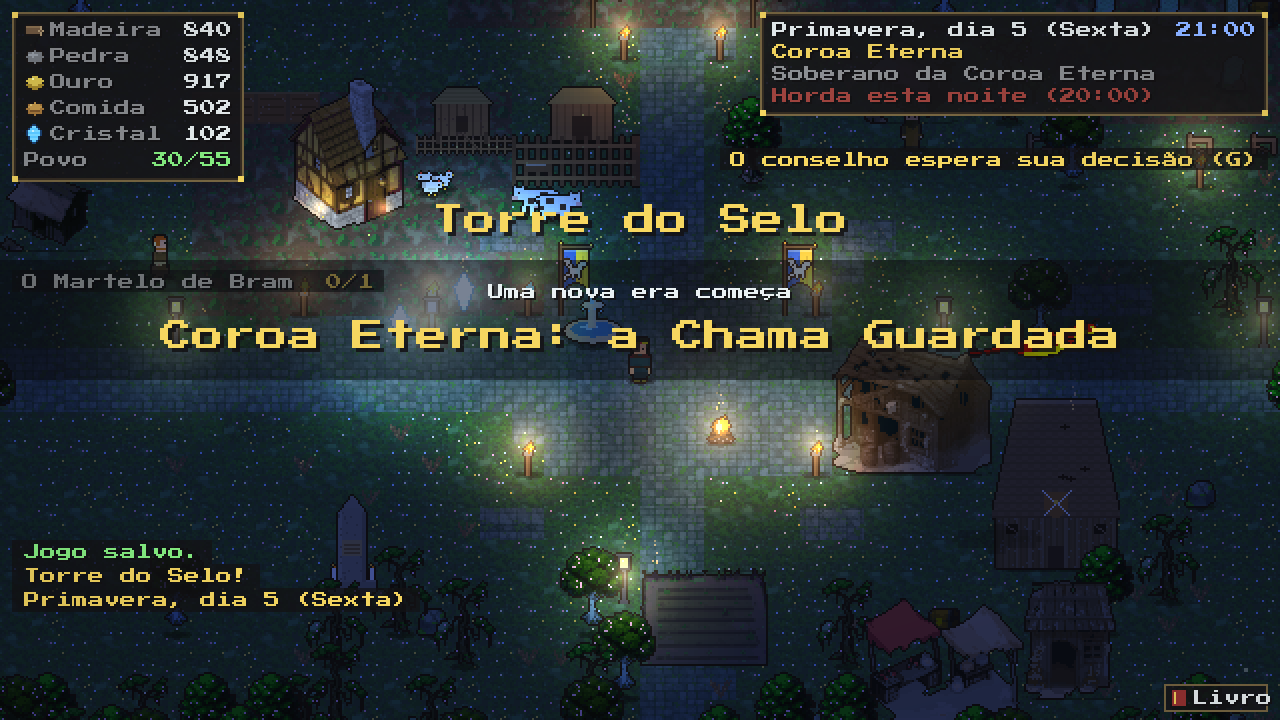 Madeira 840
Pedra 848
Ouro 917
Comida 502
Cristal 102
Povo 30/55
Primavera, dia 5 (Sexta) 21:00
Coroa Eterna
Soberano da Coroa Eterna
Horda esta noite (20:00)
O conselho espera sua decisão (G)
Torre do Selo
O Martelo de Bram 0/1
Uma nova era começa
Coroa Eterna: a Chama Guardada
Jogo salvo.
Torre do Selo!
Primavera, dia 5 (Sexta)
Livro